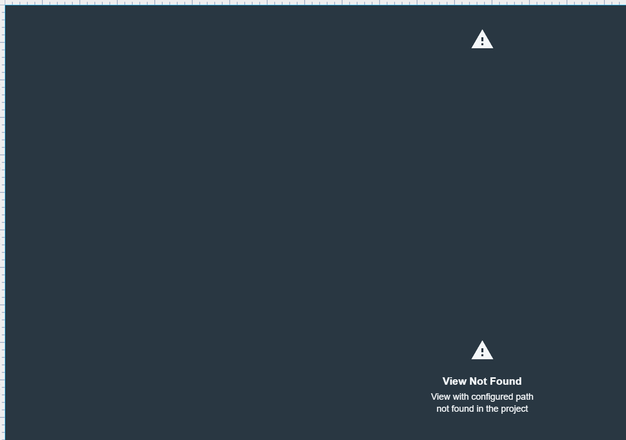 View Not Found
View with configured path
not found in the project